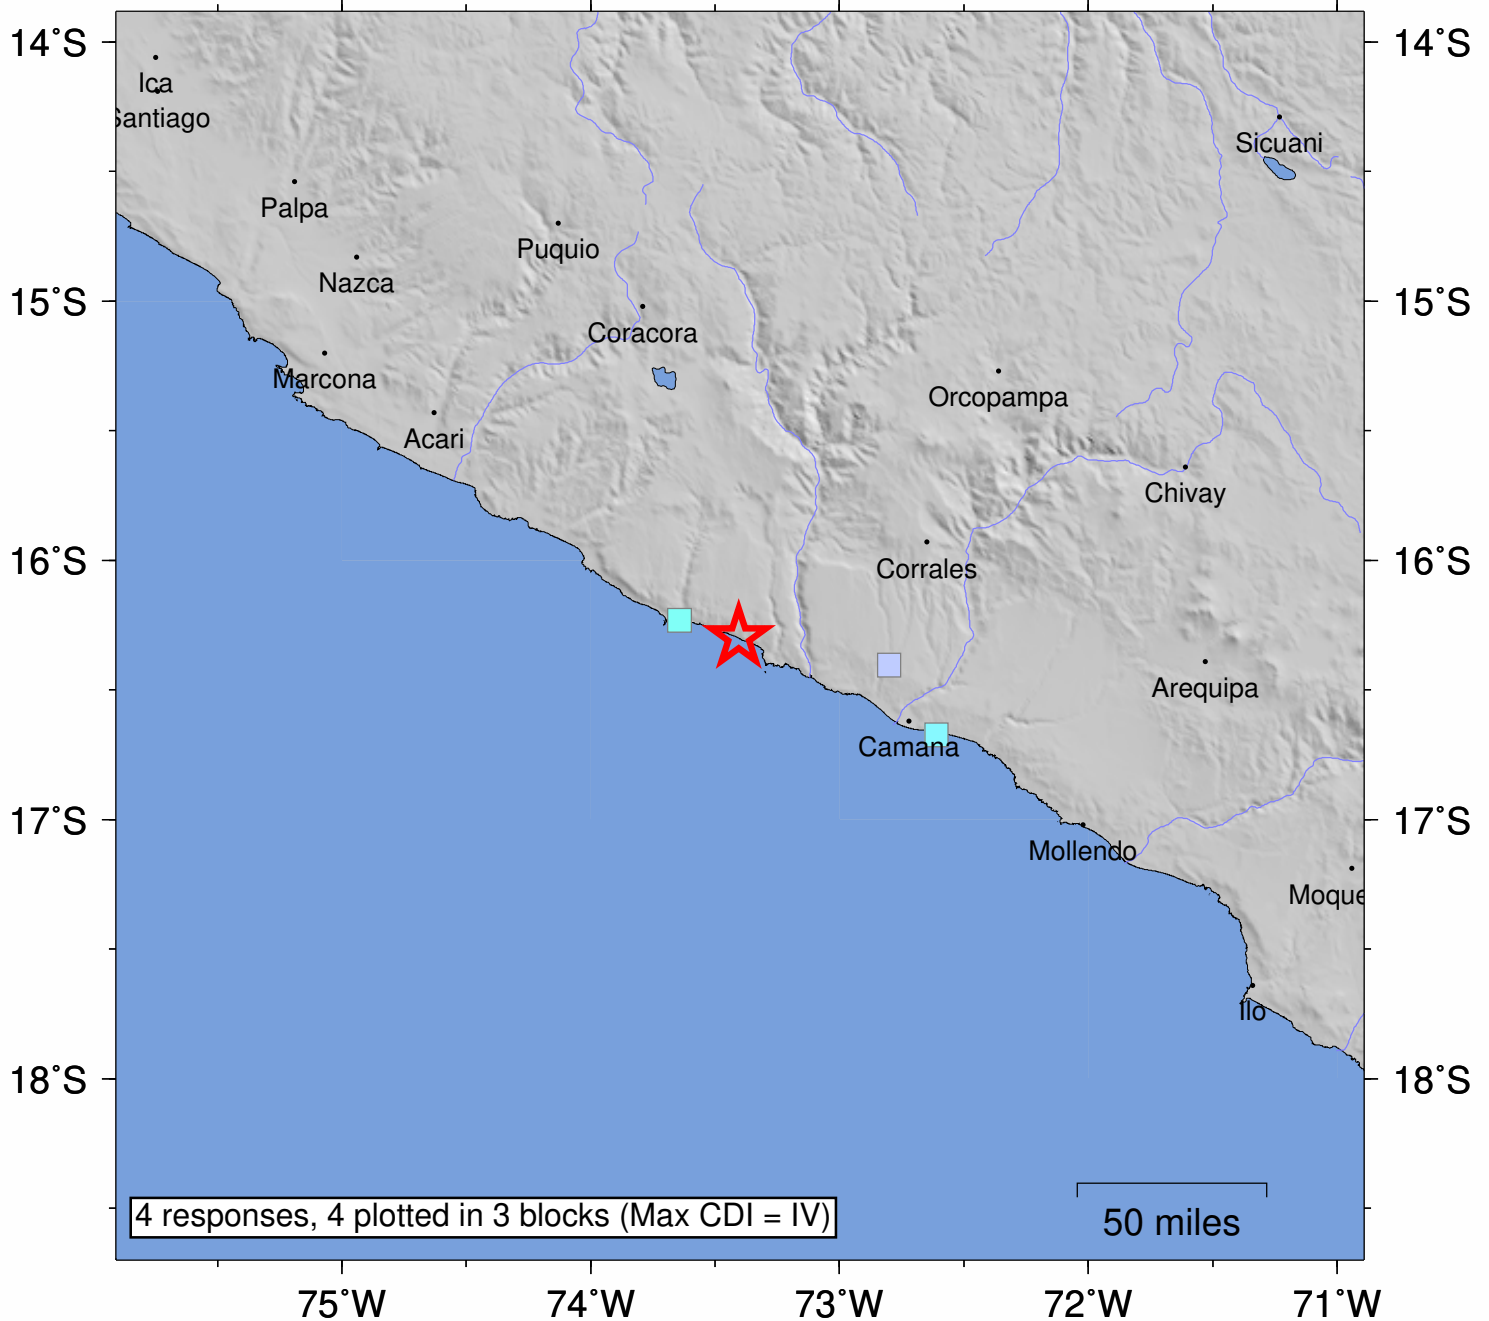 14°S
14°S
Ica
Santiago
Sicuani
Palpa
Puquio
Nazca
15°S
15°S
Coracora
Marcona
Orcopampa
Acari
Chivay
16°S
16°S
Corrales
Arequipa
Camana
17°S
17°S
Mollendo
Moque
Ilo
18°S
18°S
4 responses, 4 plotted in 3 blocks (Max CDI = IV)
50 miles
75°W
74°W
73°W
72°W
71°W